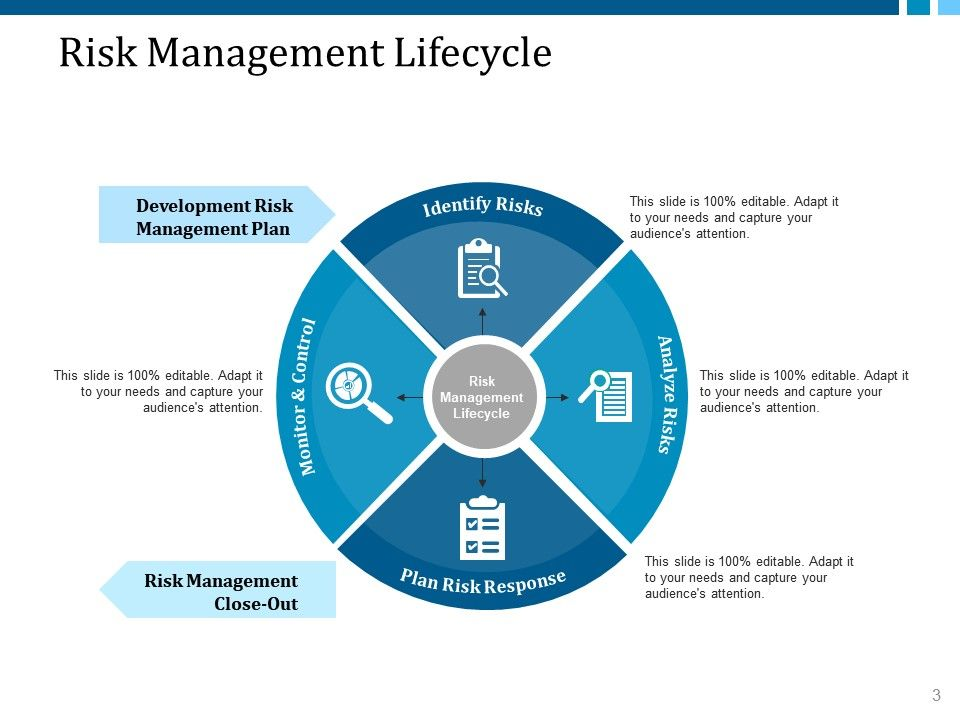 Risk Management Lifecycle
Development Risk
Management Plan
Identify Risks
This slide is 100% editable. Adapt it
to your needs and capture your
audience's attention.
Monitor & Control
This slide is 100% editable. Adapt it
to your needs and capture your
audience's attention.
Risk
Management
Lifecycle
Analyze Risks
This slide is 100% editable. Adapt it
to your needs and capture your
audience's attention.
Risk Management
Close-Out
Plan Risk Response
This slide is 100% editable. Adapt it
to your needs and capture your
audience's attention.
3